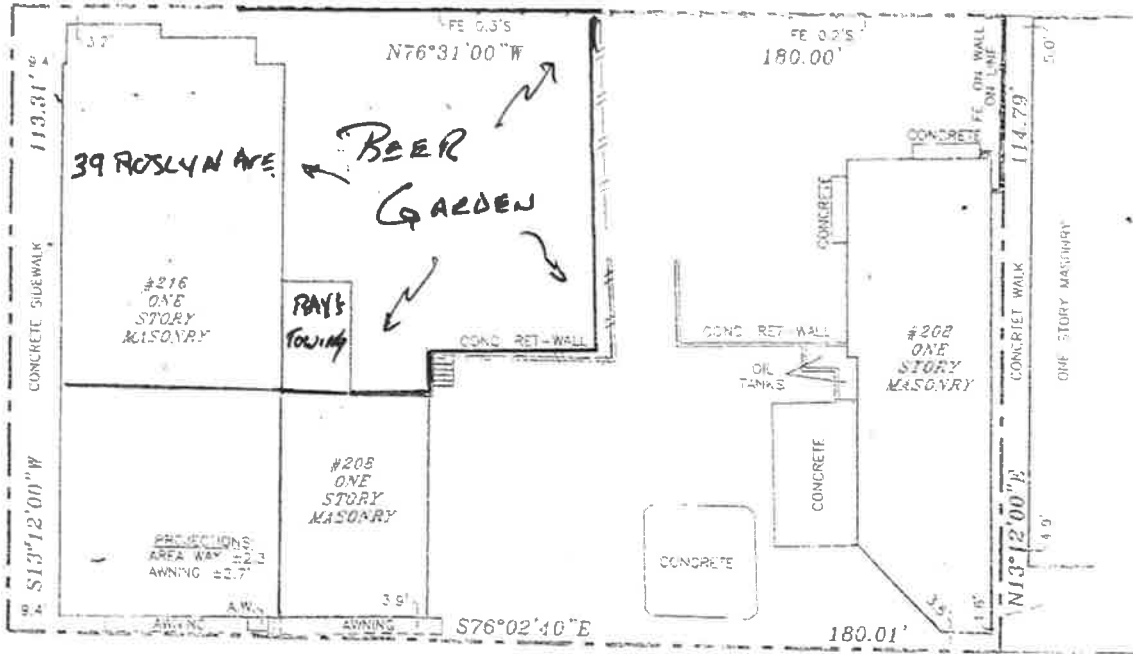 FE 0.3'S
FE 0.2'S
3.7'
N76°31'00"W
180.00'
5.0'
FE ON WALL
ON LINE
113.31'
114.79'
CONCRETE
39 ROSLYN AVE.
BEER
GARDEN
CONCRETE
CONCRETE SIDEWALK
#216
ONE
STORY
MASONRY
RAY'S
TOWING
CONC RET-WALL
CONC RET-WALL
OIL
TANKS
#202
ONE
STORY
MASONRY
CONCRIET WALK
ONE STORY MASONRY
S13°12'00"W
#208
ONE
STORY
MASONRY
CONCRETE
CONCRETE
N13°12'00"E
4.9'
PROJECTIONS
AREA WAY ±2.3
AWNING ±2.7'
9.4'
A.W.
3.9'
AWNING
AWNING
S76°02'40"E
180.01'
1.6'